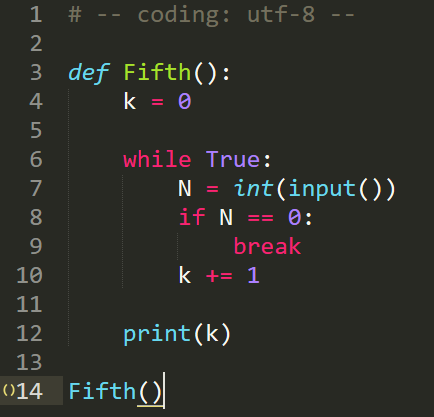 1 # -- coding: utf-8 --
2
3 def Fifth():
4     k = 0
5
6     while True:
7         N = int(input())
8         if N == 0:
9             break
10         k += 1
11
12     print(k)
13
14 Fifth()